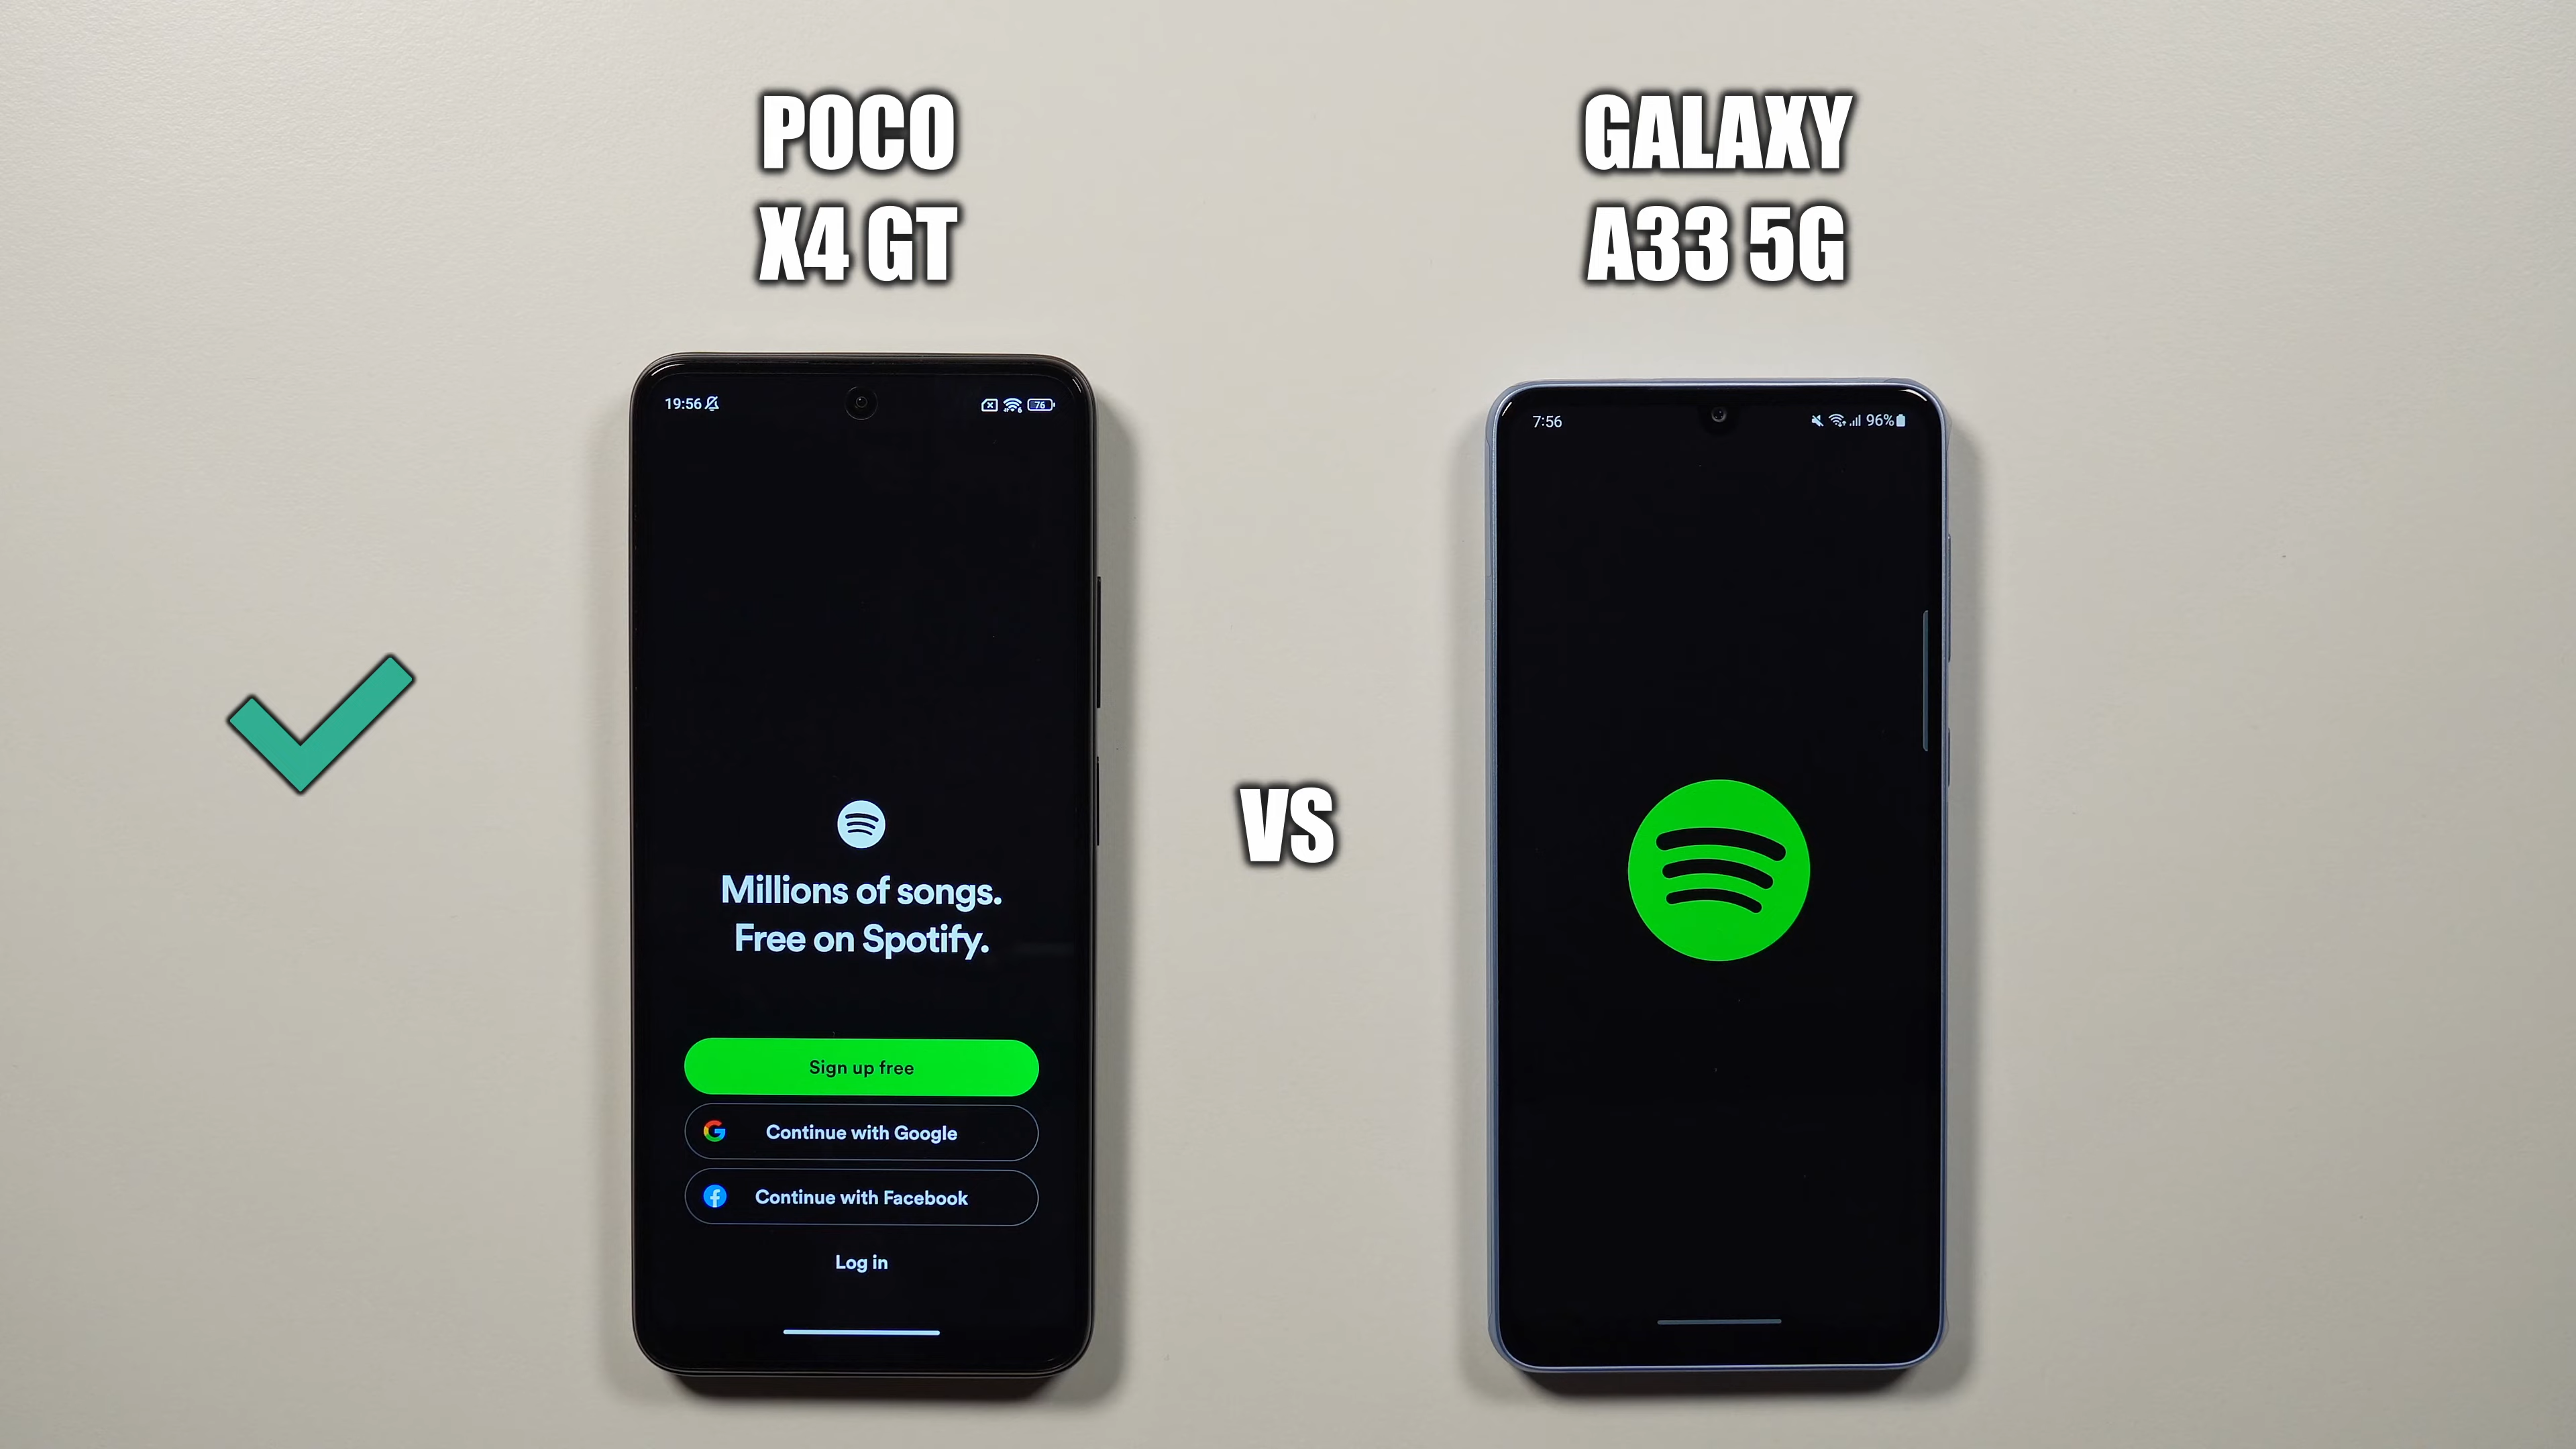 POCO
X4 GT
GALAXY
A33 5G
19:56
76
7:56
96%
VS
Millions of songs.
Free on Spotify.
Sign up free
Continue with Google
Continue with Facebook
Log in